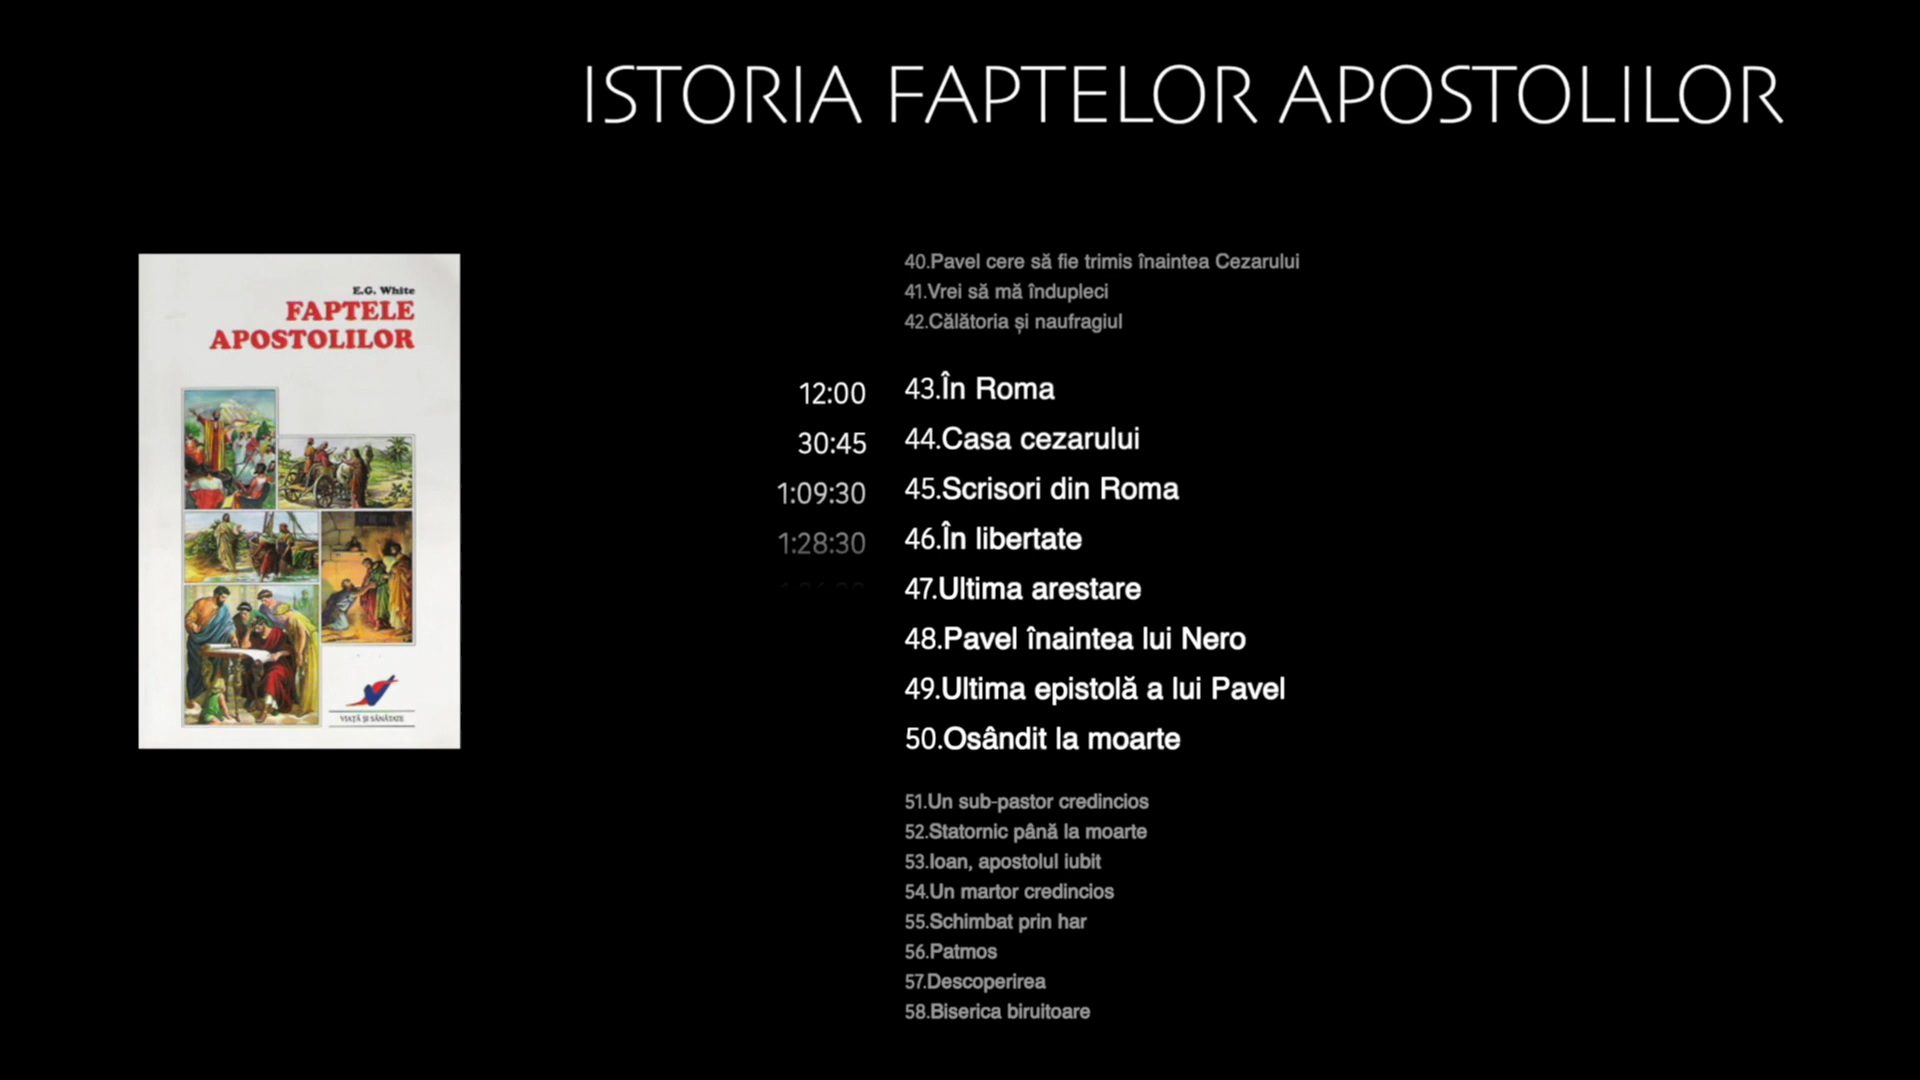 ISTORIA FAPTELOR APOSTOLILOR
E.G. White
FAPTELE
APOSTOLILOR
VIAȚĂ ȘI SĂNĂTATE
40.Pavel cere să fie trimis înaintea Cezarului
41.Vrei să mă îndupleci
42.Călătoria și naufragiul
12:00 43.În Roma
30:45 44.Casa cezarului
1:09:30 45.Scrisori din Roma
1:28:30 46.În libertate
47.Ultima arestare
48.Pavel înaintea lui Nero
49.Ultima epistolă a lui Pavel
50.Osândit la moarte
51.Un sub-pastor credincios
52.Statornic până la moarte
53.Ioan, apostolul iubit
54.Un martor credincios
55.Schimbat prin har
56.Patmos
57.Descoperirea
58.Biserica biruitoare